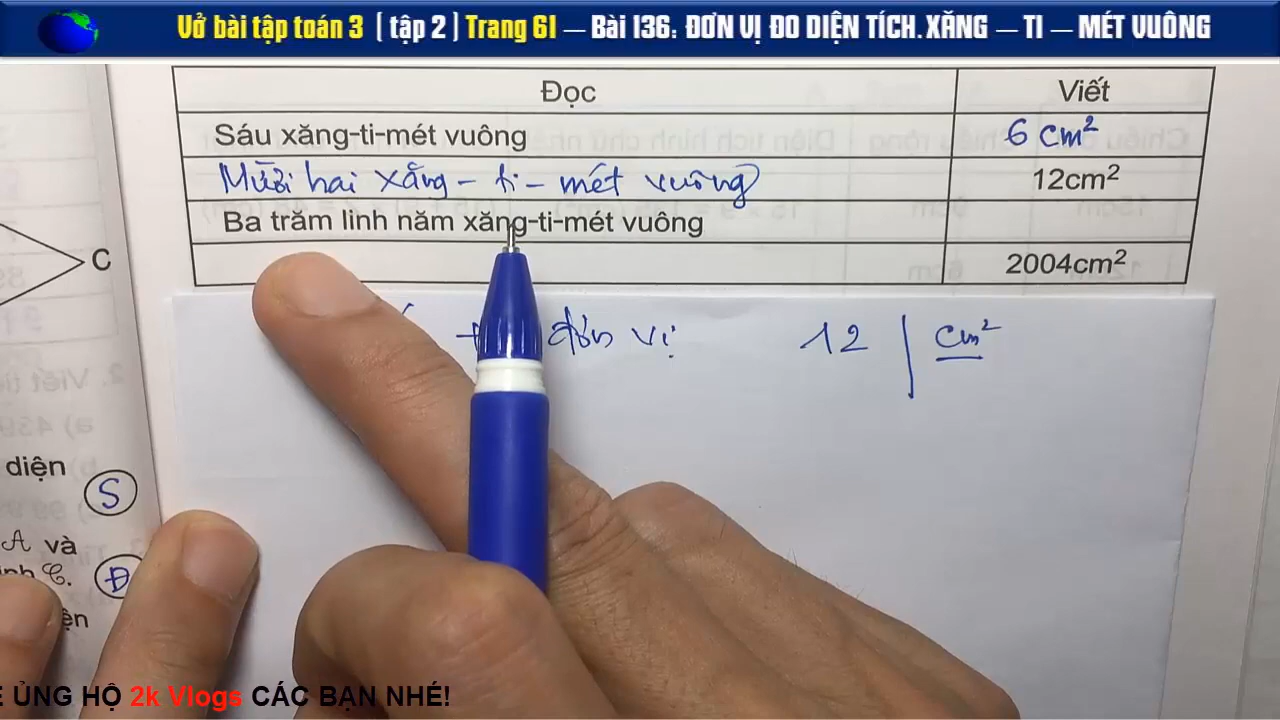 Vở bài tập toán 3 ( tập 2 ) Trang 61 – Bài 136: ĐƠN VỊ ĐO DIỆN TÍCH. XĂNG – TI – MÉT VUÔNG
Đọc Viết
Sáu xăng-ti-mét vuông 6 cm²
Mười hai xăng - ti - mét vuông 12cm²
Ba trăm linh năm xăng-ti-mét vuông
2004cm²
C
đơn vị 12 | cm²
diện
S
A và
C. Đ
ỦNG HỘ 2k Vlogs CÁC BẠN NHÉ!